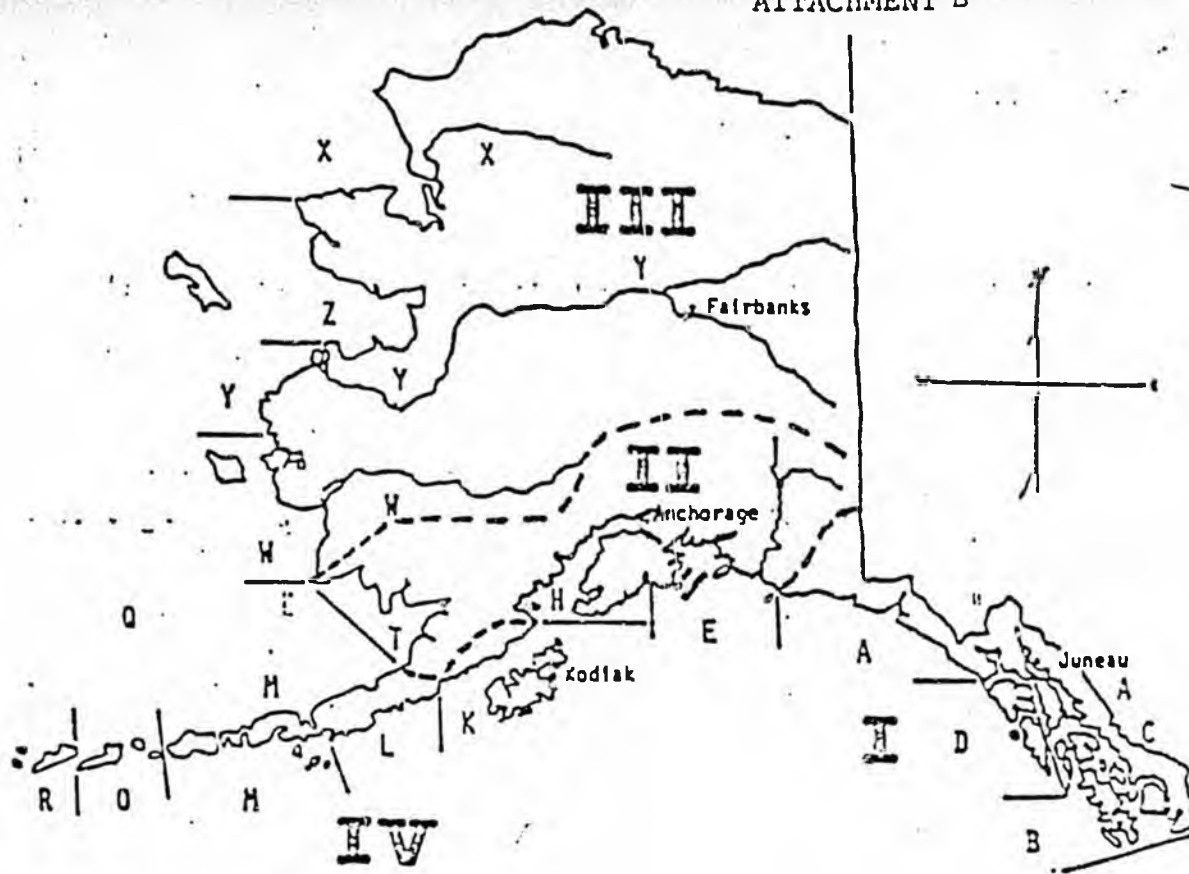 ATTACHMENT B
X
X
III
Y
Fairbanks
Z
Y
Y
II
W
Anchorage
W
Q
T
H
E
A
Juneau
A
M
Kodiak
K
C
L
I
D
R
O
M
IV
B